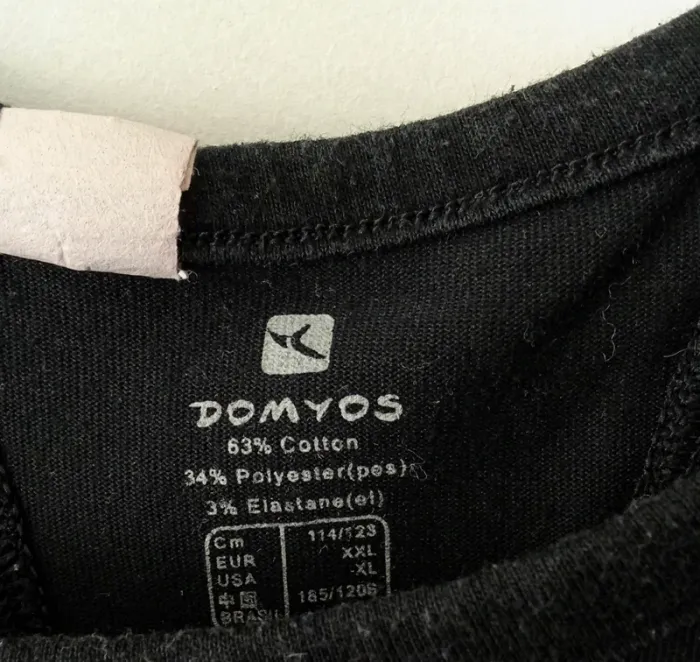 DOMYOS
63% Cotton
34% Polyester(pes)
3% Elastane(el)
Cm 114/123
EUR XXL
USA XL
中国 185/120B
BRASIL